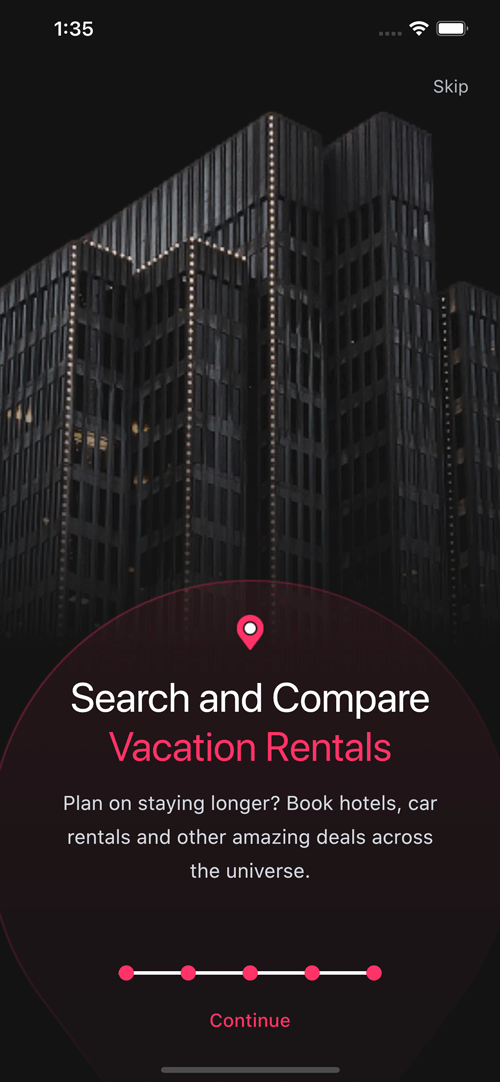 1:35
Skip
Search and Compare
Vacation Rentals
Plan on staying longer? Book hotels, car
rentals and other amazing deals across
the universe.
Continue